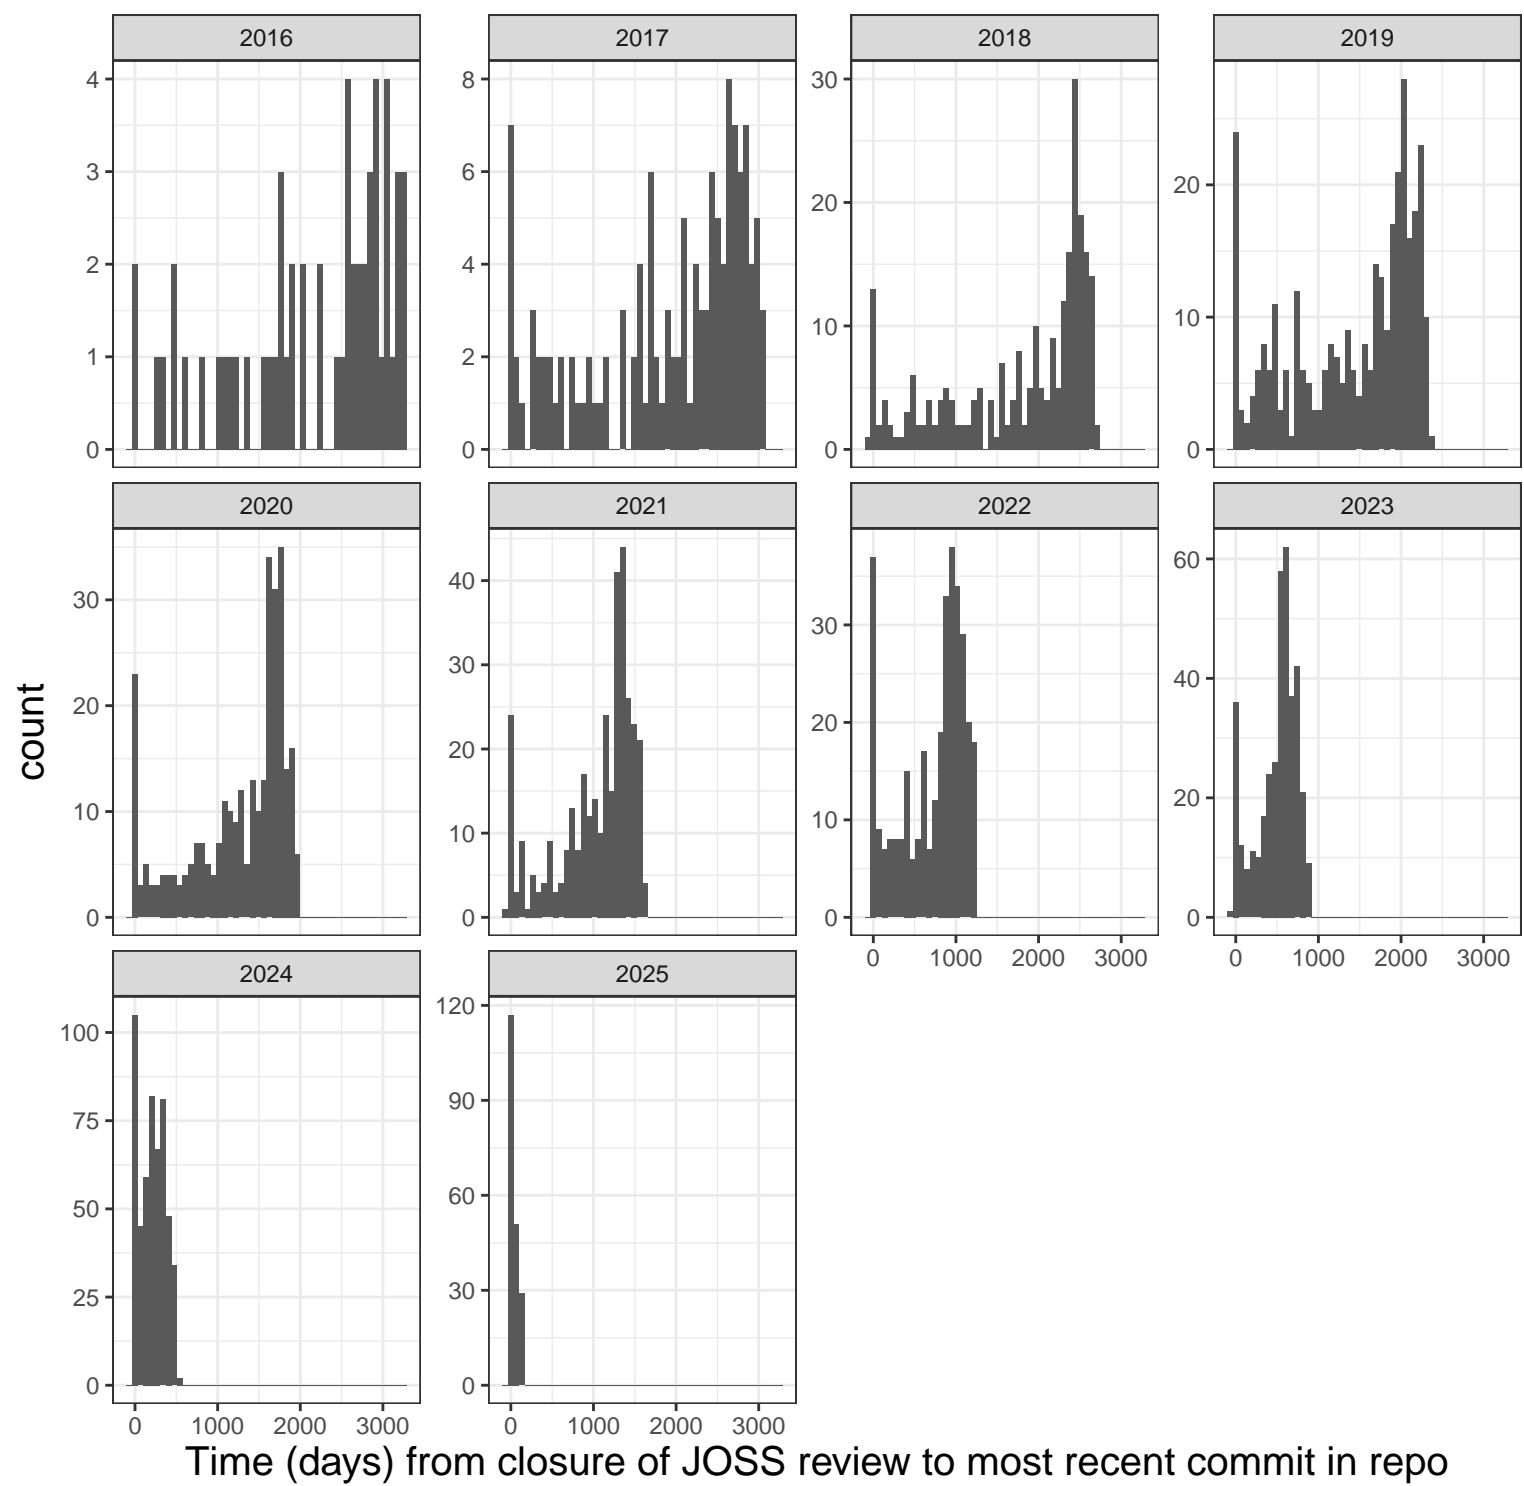 2016 2017 2018 2019
4 3 2 1 0
8 6 4 2 0
30 20 10 0
20 10 0
2020 2021 2022 2023
30 20 10 0
40 30 20 10 0
30 20 10 0
60 40 20 0
0 1000 2000 3000 0 1000 2000 3000
2024 2025
100 75 50 25 0
120 90 60 30 0
0 1000 2000 3000 0 1000 2000 3000
count
Time (days) from closure of JOSS review to most recent commit in repo